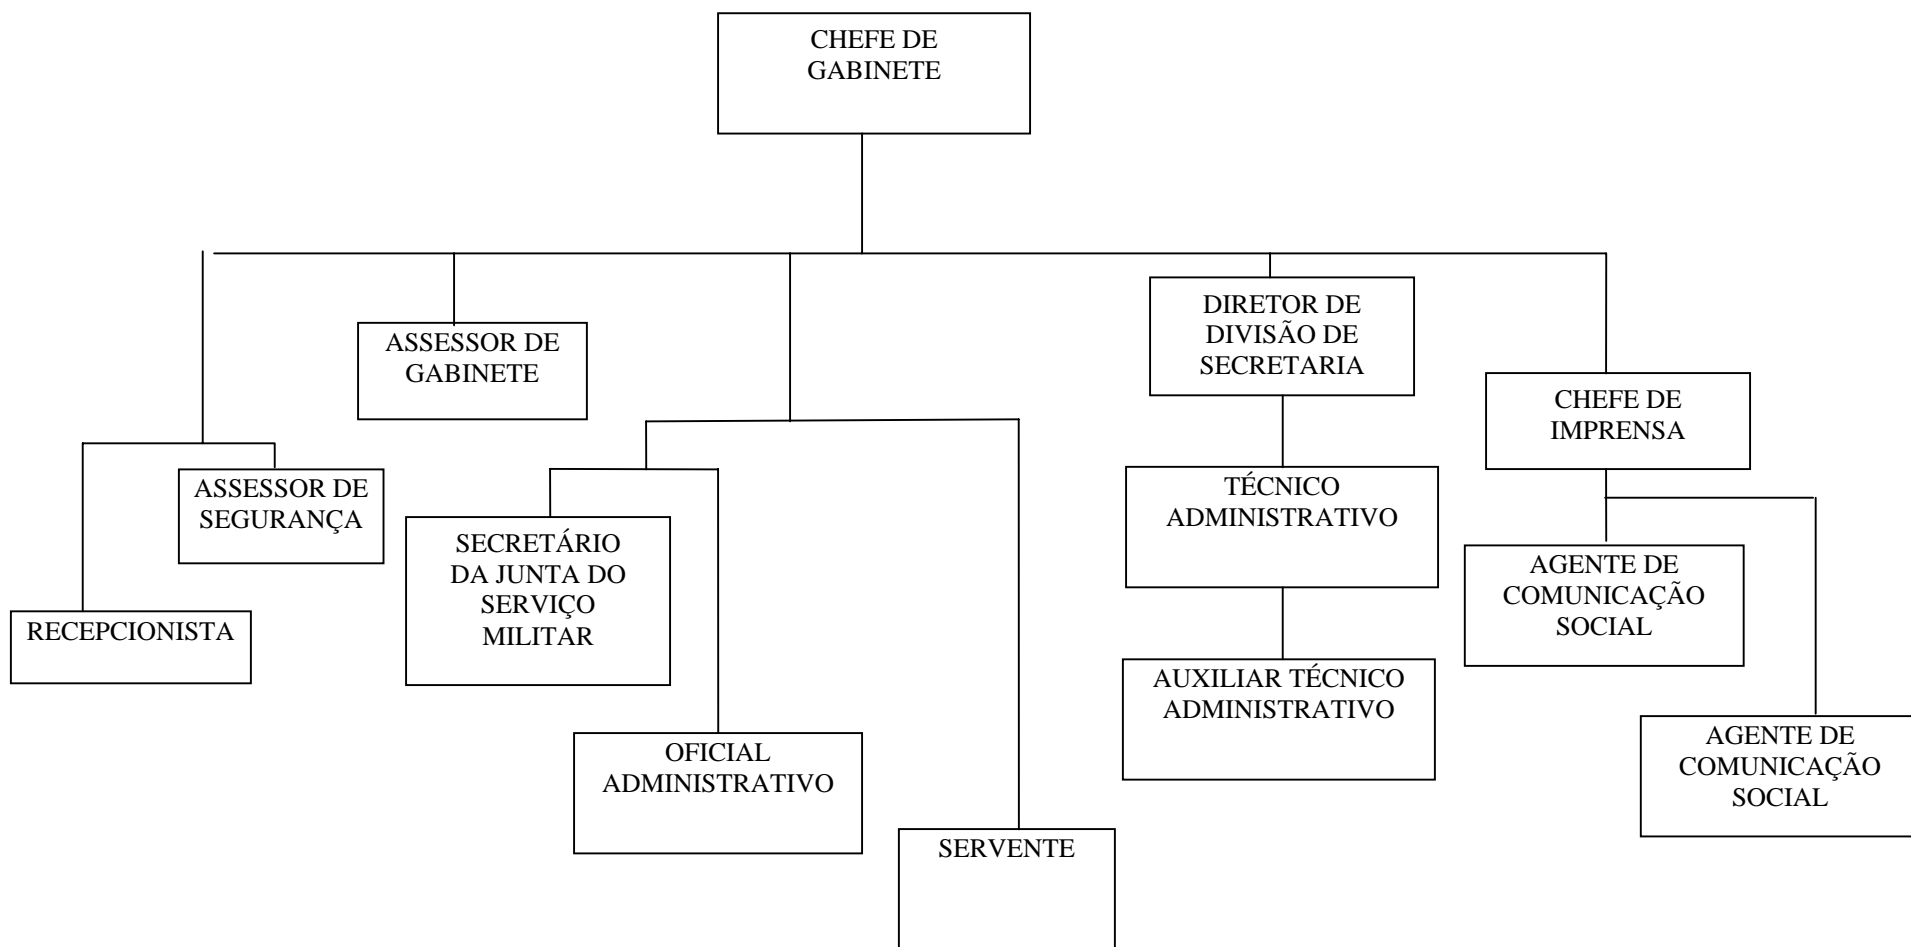 CHEFE DE
GABINETE
ASSESSOR DE
GABINETE
DIRETOR DE
DIVISÃO DE
SECRETARIA
CHEFE DE
IMPRENSA
ASSESSOR DE
SEGURANÇA
RECEPCIONISTA
SECRETÁRIO
DA JUNTA DO
SERVIÇO
MILITAR
TÉCNICO
ADMINISTRATIVO
AGENTE DE
COMUNICAÇÃO
SOCIAL
AUXILIAR TÉCNICO
ADMINISTRATIVO
OFICIAL
ADMINISTRATIVO
AGENTE DE
COMUNICAÇÃO
SOCIAL
SERVENTE